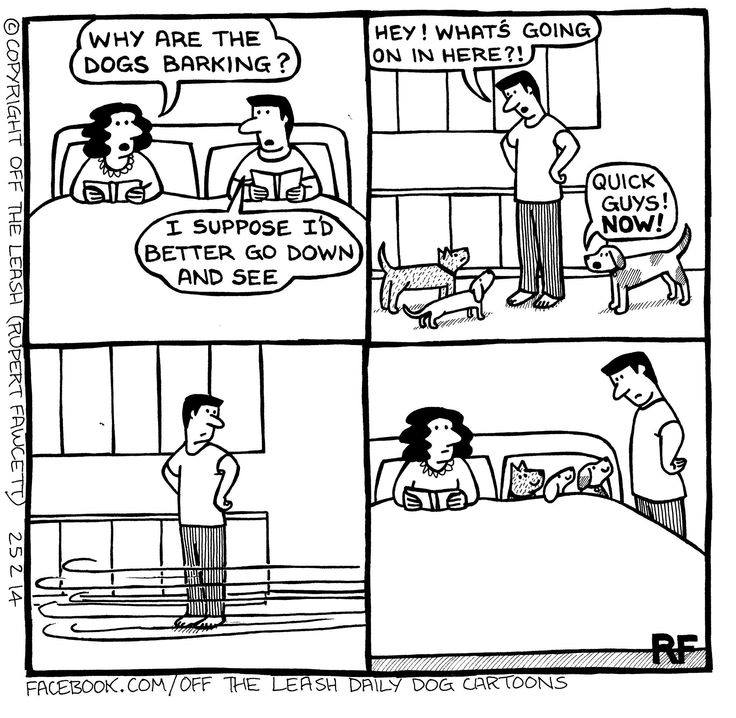 WHY ARE THE
DOGS BARKING?
I SUPPOSE I'D
BETTER GO DOWN
AND SEE
HEY! WHAT'S GOING
ON IN HERE?!
QUICK
GUYS!
NOW!
RF
© COPYRIGHT OFF THE LEASH (RUPERT FAWCETT) 25 2 14
FACEBOOK.COM/OFF THE LEASH DAILY DOG CARTOONS